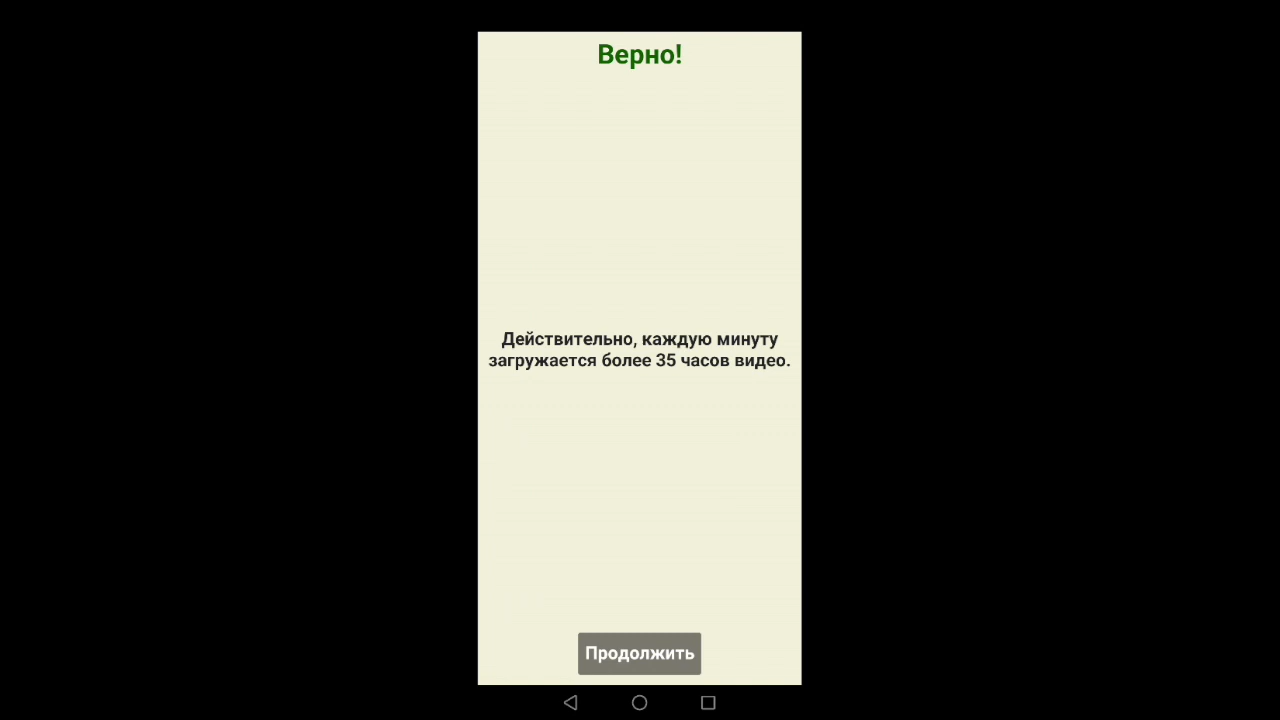 Верно!
Действительно, каждую минуту
загружается более 35 часов видео.
Продолжить